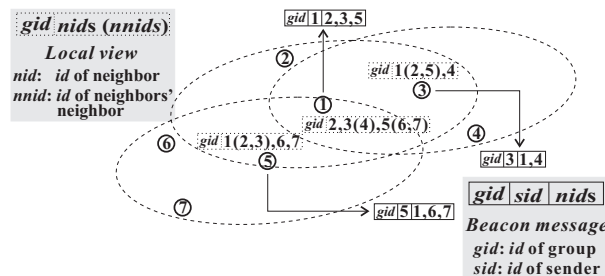 gid nids (nnids)
Local view
nid: id of neighbor
nnid: id of neighbors'
neighbor
gid 1 2,3,5
②
gid 1(2,5),4
③
①
gid 2,3(4),5(6,7)
④
⑥
gid 1(2,3),6,7
⑤
gid 3 1,4
⑦
gid 5 1,6,7
gid sid nids
Beacon message
gid: id of group
sid: id of sender